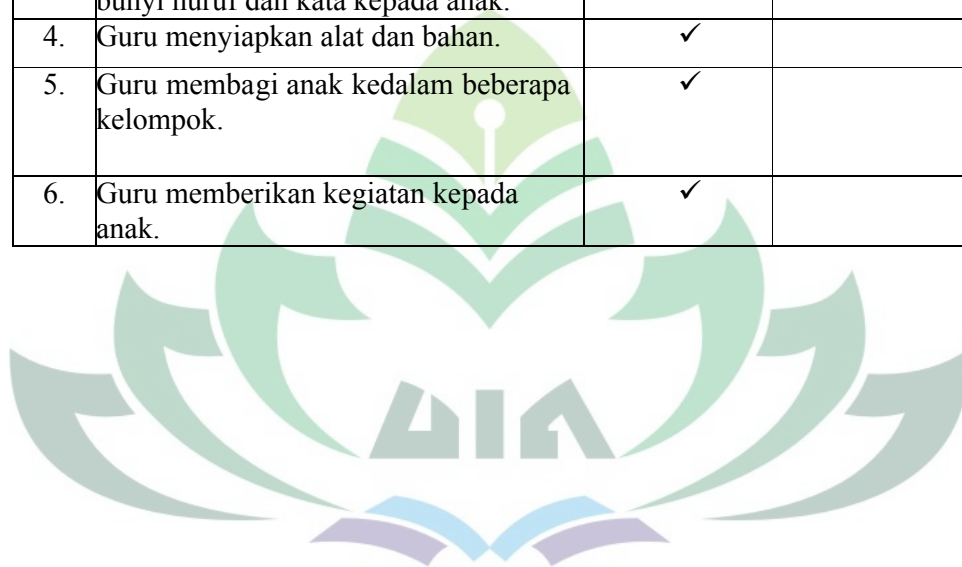 bunyi huruf dan kata kepada anak.
4. Guru menyiapkan alat dan bahan. ✓
5. Guru membagi anak kedalam beberapa ✓
kelompok.
6. Guru memberikan kegiatan kepada ✓
anak.
UIN